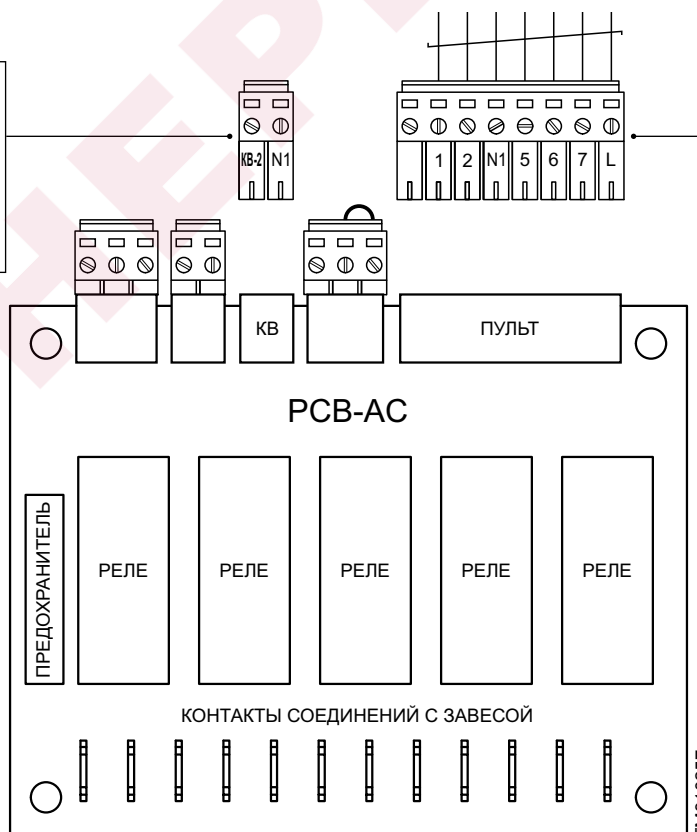 КВ-2 N1
1 2 N1 5 6 7 L
КВ
ПУЛЬТ
PCB-AC
ПРЕДОХРАНИТЕЛЬ
РЕЛЕ РЕЛЕ РЕЛЕ РЕЛЕ РЕЛЕ
КОНТАКТЫ СОЕДИНЕНИЙ С ЗАВЕСОЙ